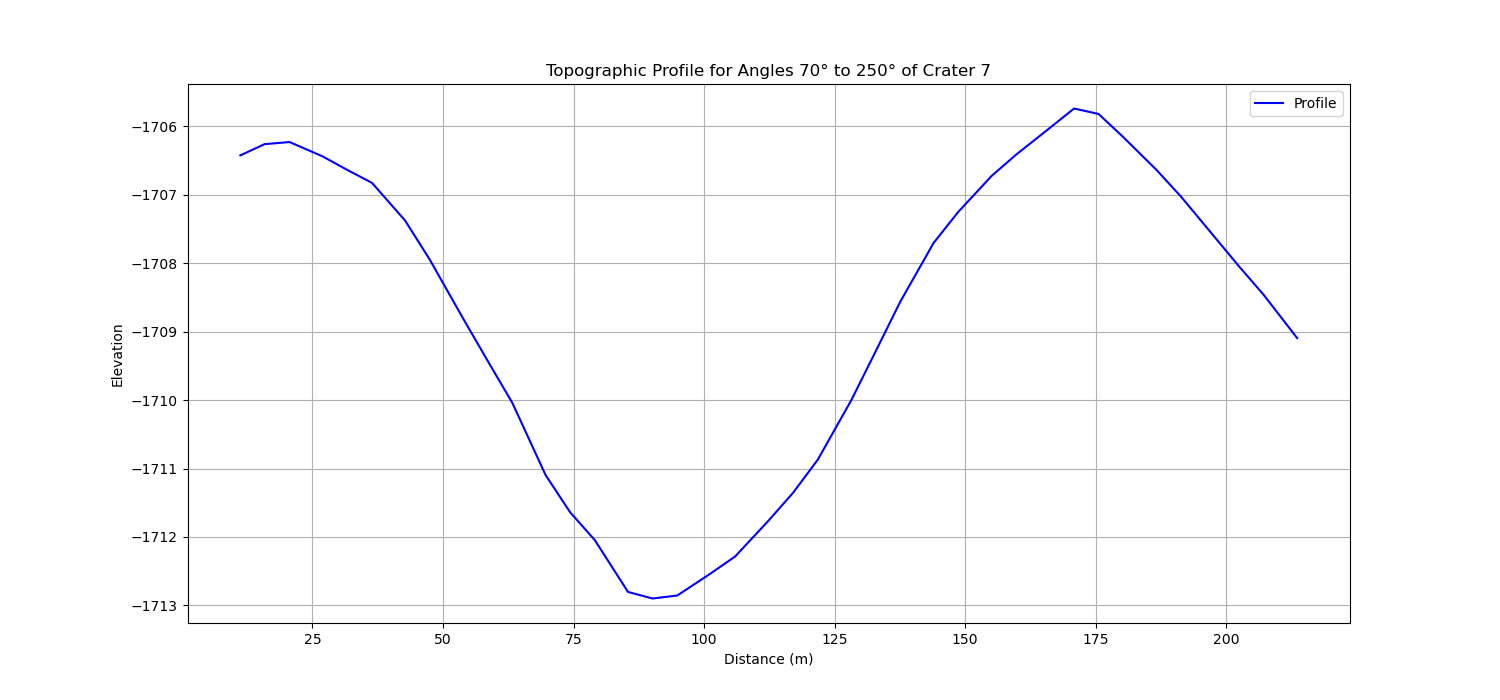 Topographic Profile for Angles 70° to 250° of Crater 7
Profile
−1706
−1707
−1708
−1709
−1710
−1711
−1712
−1713
Elevation
25 50 75 100 125 150 175 200
Distance (m)